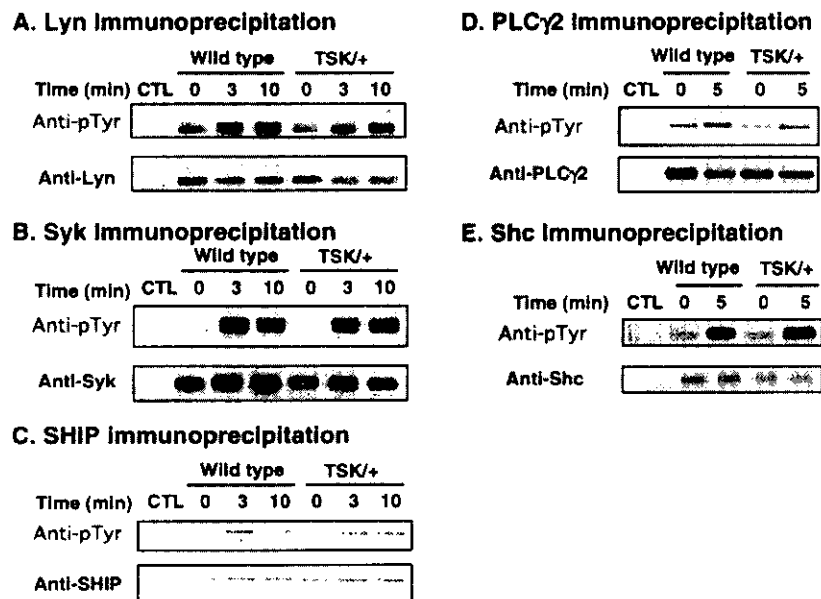 A. Lyn Immunoprecipitation
Wild type TSK/+
Time (min) CTL 0 3 10 0 3 10
Anti-pTyr
Anti-Lyn
B. Syk Immunoprecipitation
Wild type TSK/+
Time (min) CTL 0 3 10 0 3 10
Anti-pTyr
Anti-Syk
C. SHIP immunoprecipitation
Wild type TSK/+
Time (min) CTL 0 3 10 0 3 10
Anti-pTyr
Anti-SHIP
D. PLCγ2 immunoprecipitation
Wild type TSK/+
Time (min) CTL 0 5 0 5
Anti-pTyr
Anti-PLCγ2
E. Shc Immunoprecipitation
Wild type TSK/+
Time (min) CTL 0 5 0 5
Anti-pTyr
Anti-Shc